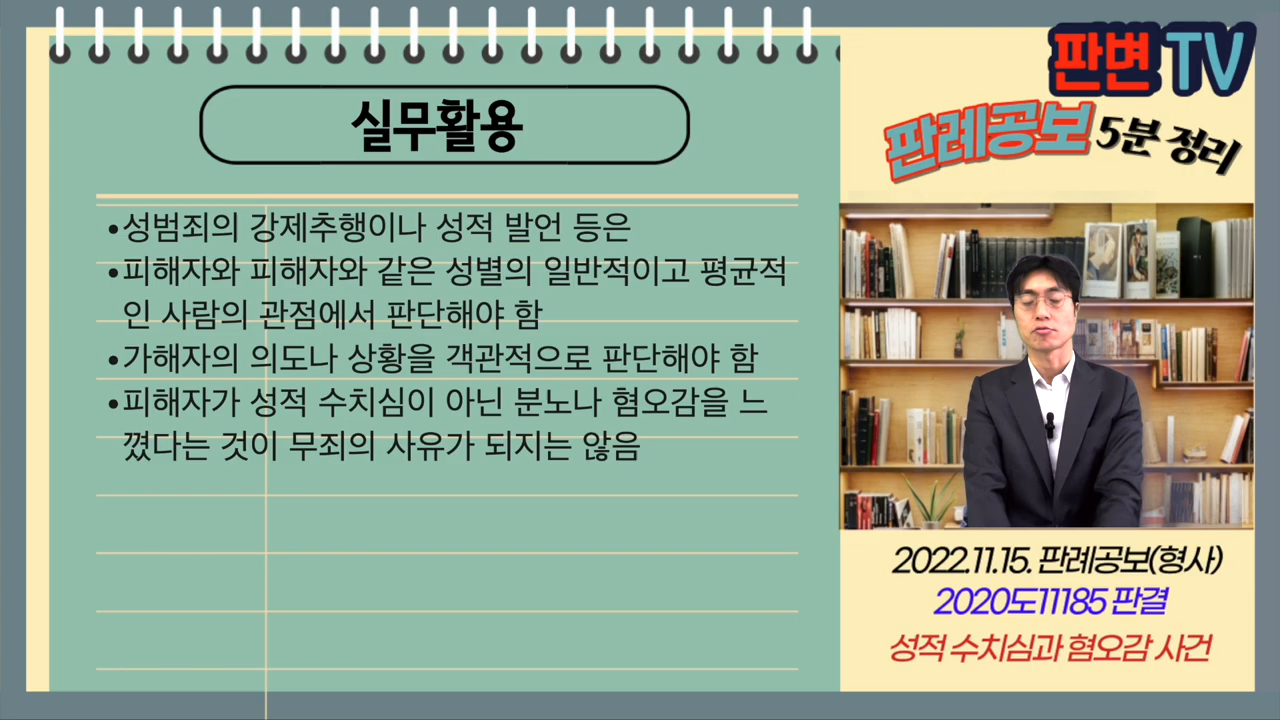 실무활용
•성범죄의 강제추행이나 성적 발언 등은
•피해자와 피해자와 같은 성별의 일반적이고 평균적
인 사람의 관점에서 판단해야 함
•가해자의 의도나 상황을 객관적으로 판단해야 함
•피해자가 성적 수치심이 아닌 분노나 혐오감을 느
꼈다는 것이 무죄의 사유가 되지는 않음
판변 TV
판례공보 5분 정리
2022.11.15. 판례공보(형사)
2020도11185 판결
성적 수치심과 혐오감 사건